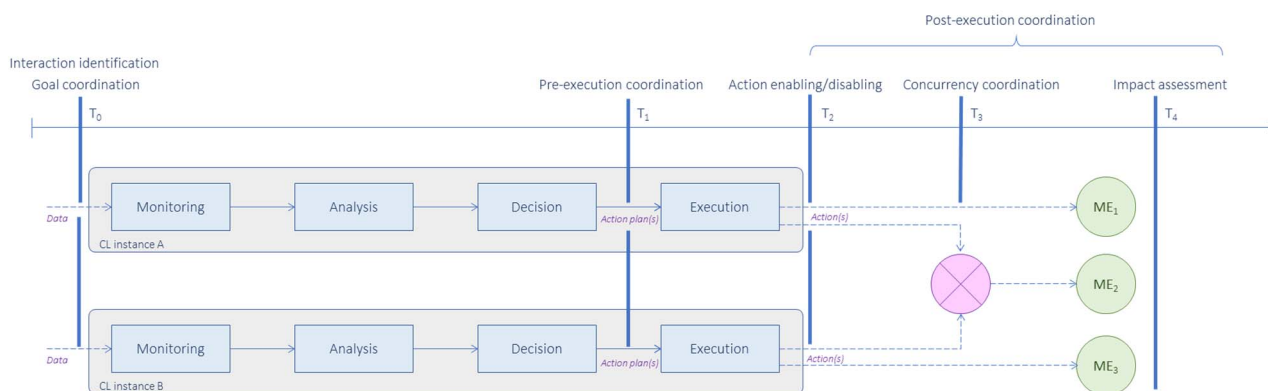 Post-execution coordination
Interaction identification
Goal coordination
Pre-execution coordination
Action enabling/disabling
Concurrency coordination
Impact assessment
T0
T1
T2
T3
T4
Monitoring
Analysis
Decision
Execution
ME1
Data
Action plan(s)
Action(s)
CL instance A
ME2
Monitoring
Analysis
Decision
Execution
Data
Action plan(s)
Action(s)
ME3
CL instance B